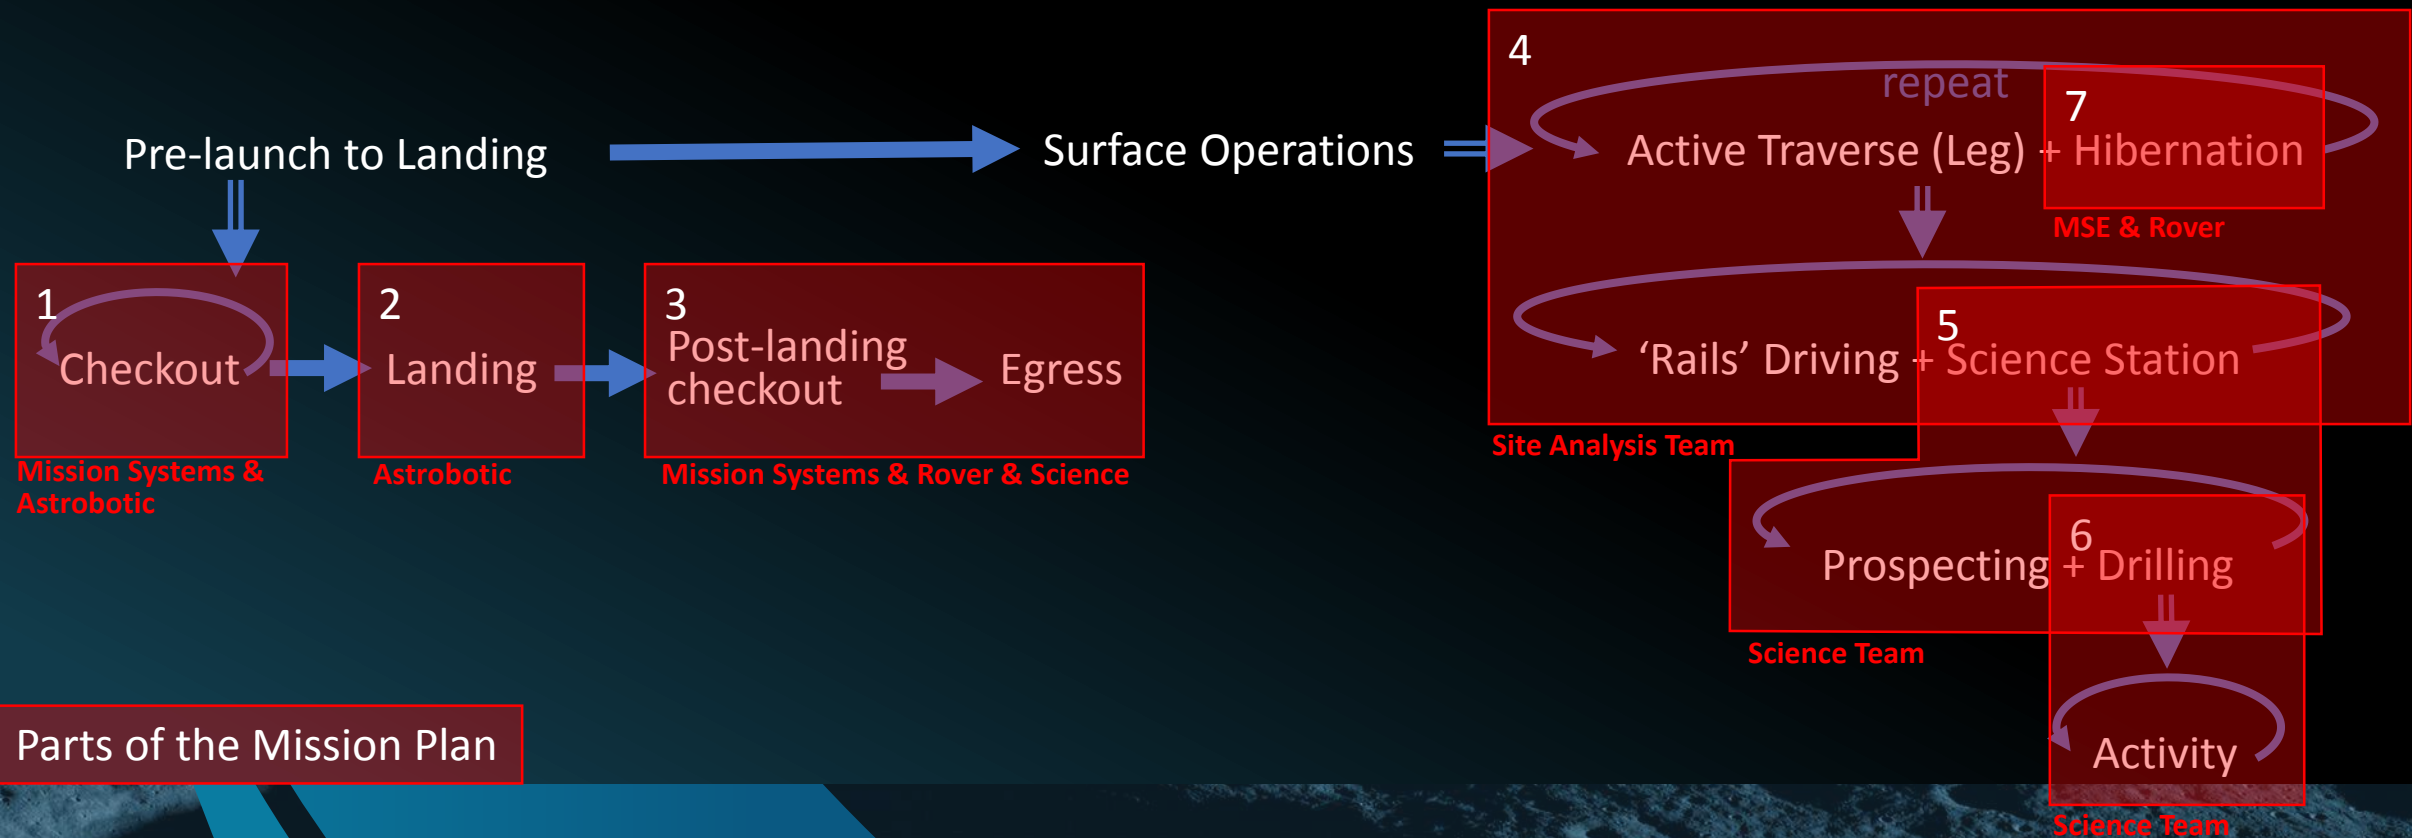 4
repeat
7
Pre-launch to Landing
Surface Operations
Active Traverse (Leg) + Hibernation
MSE & Rover
1
Checkout
2
Landing
3
Post-landing
checkout
Egress
5
‘Rails’ Driving + Science Station
Mission Systems &
Astrobotic
Astrobotic
Mission Systems & Rover & Science
Site Analysis Team
6
Prospecting + Drilling
Science Team
Activity
Science Team
Parts of the Mission Plan